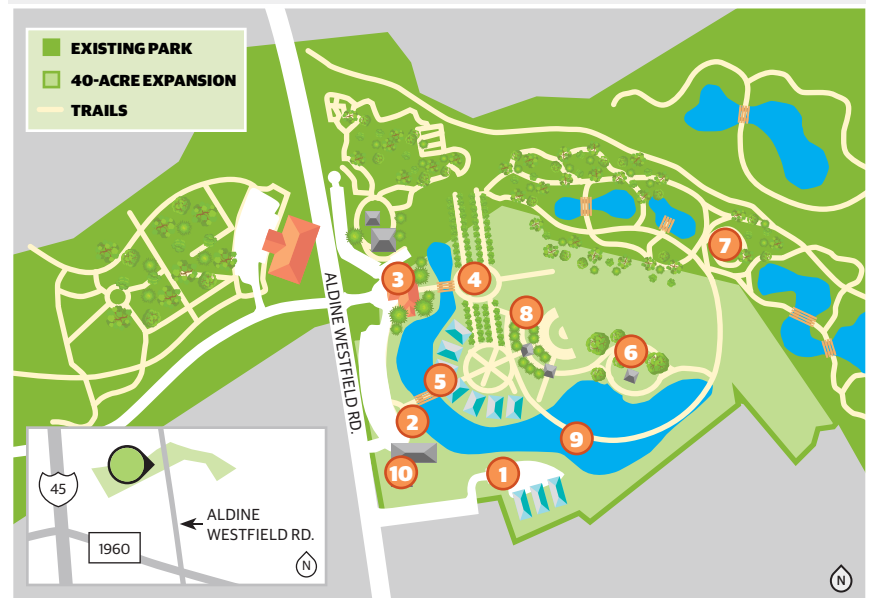 EXISTING PARK
40-ACRE EXPANSION
TRAILS
ALDINE WESTFIELD RD.
3
4
7
8
6
5
2
9
10
1
45
1960
ALDINE
WESTFIELD RD.
N
N